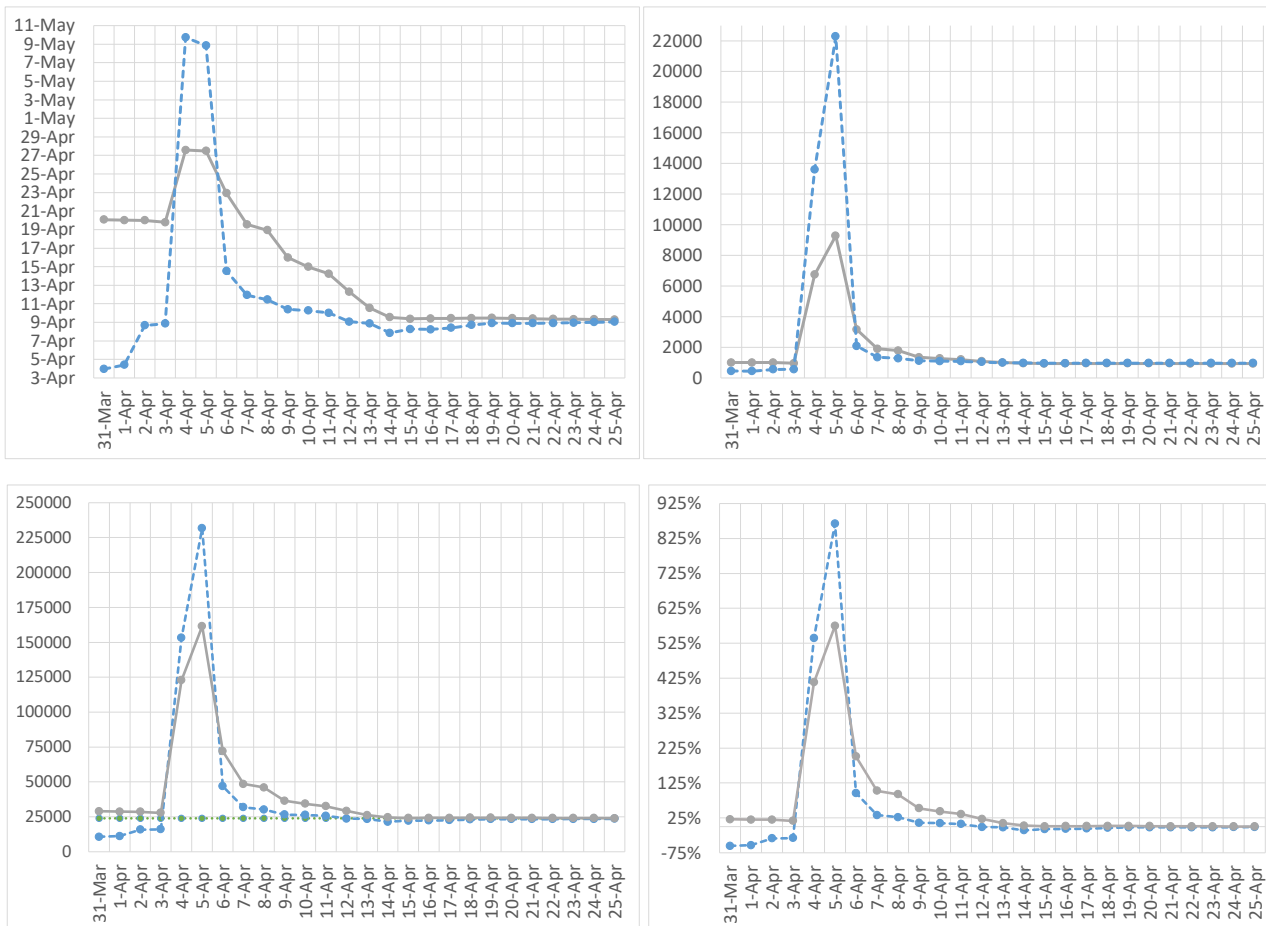 11-May
9-May
7-May
5-May
3-May
1-May
29-Apr
27-Apr
25-Apr
23-Apr
21-Apr
19-Apr
17-Apr
15-Apr
13-Apr
11-Apr
9-Apr
7-Apr
5-Apr
3-Apr
31-Mar
1-Apr
2-Apr
3-Apr
4-Apr
5-Apr
6-Apr
7-Apr
8-Apr
9-Apr
10-Apr
11-Apr
12-Apr
13-Apr
14-Apr
15-Apr
16-Apr
17-Apr
18-Apr
19-Apr
20-Apr
21-Apr
22-Apr
23-Apr
24-Apr
25-Apr
22000
20000
18000
16000
14000
12000
10000
8000
6000
4000
2000
0
31-Mar
1-Apr
2-Apr
3-Apr
4-Apr
5-Apr
6-Apr
7-Apr
8-Apr
9-Apr
10-Apr
11-Apr
12-Apr
13-Apr
14-Apr
15-Apr
16-Apr
17-Apr
18-Apr
19-Apr
20-Apr
21-Apr
22-Apr
23-Apr
24-Apr
25-Apr
250000
225000
200000
175000
150000
125000
100000
75000
50000
25000
0
31-Mar
1-Apr
2-Apr
3-Apr
4-Apr
5-Apr
6-Apr
7-Apr
8-Apr
9-Apr
10-Apr
11-Apr
12-Apr
13-Apr
14-Apr
15-Apr
16-Apr
17-Apr
18-Apr
19-Apr
20-Apr
21-Apr
22-Apr
23-Apr
24-Apr
25-Apr
925%
825%
725%
625%
525%
425%
325%
225%
125%
25%
-75%
31-Mar
1-Apr
2-Apr
3-Apr
4-Apr
5-Apr
6-Apr
7-Apr
8-Apr
9-Apr
10-Apr
11-Apr
12-Apr
13-Apr
14-Apr
15-Apr
16-Apr
17-Apr
18-Apr
19-Apr
20-Apr
21-Apr
22-Apr
23-Apr
24-Apr
25-Apr